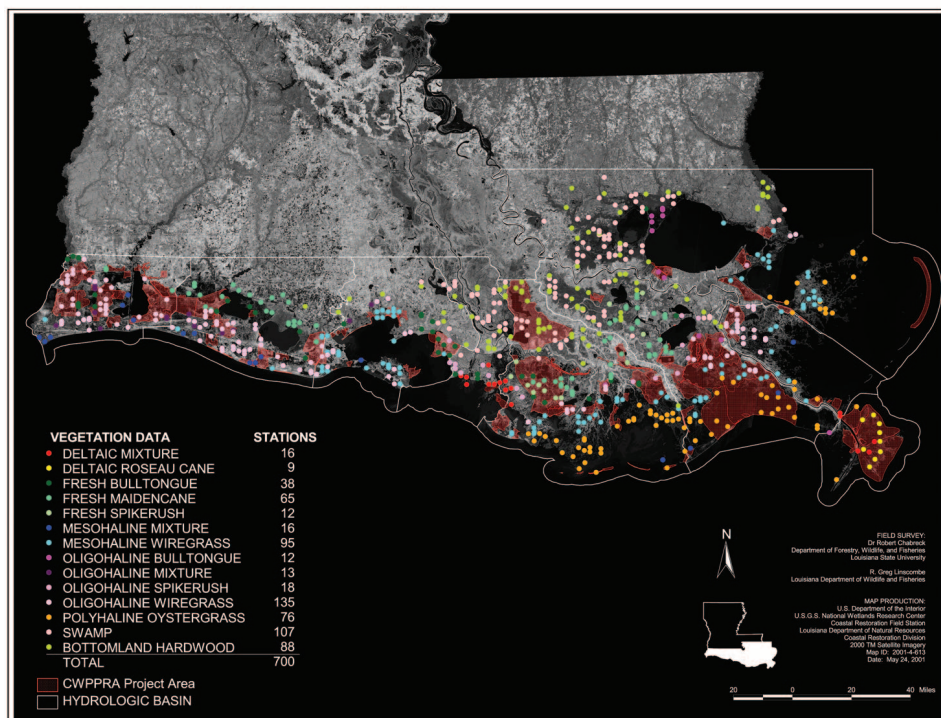 VEGETATION DATA STATIONS
DELTAIC MIXTURE 16
DELTAIC ROSEAU CANE 9
FRESH BULLTONGUE 38
FRESH MAIDENCANE 65
FRESH SPIKERUSH 12
MESOHALINE MIXTURE 16
MESOHALINE WIREGRASS 95
OLIGOHALINE BULLTONGUE 12
OLIGOHALINE MIXTURE 13
OLIGOHALINE SPIKERUSH 18
OLIGOHALINE WIREGRASS 135
POLYHALINE OYSTERGRASS 76
SWAMP 107
BOTTOMLAND HARDWOOD 88
TOTAL 700
CWPPRA Project Area
HYDROLOGIC BASIN
N
FIELD SURVEY:
Dr Robert Chabreck
Department of Forestry, Wildlife, and Fisheries
Louisiana State University
R. Greg Linscombe
Louisiana Department of Wildlife and Fisheries
MAP PRODUCTION:
U.S. Department of the Interior
U.S.G.S. National Wetlands Research Center
Coastal Restoration Field Station
Louisiana Department of Natural Resources
Coastal Restoration Division
2000 TM Satellite Imagery
Map ID: 2001-4-613
Date: May 24, 2001
20 0 20 40 Miles